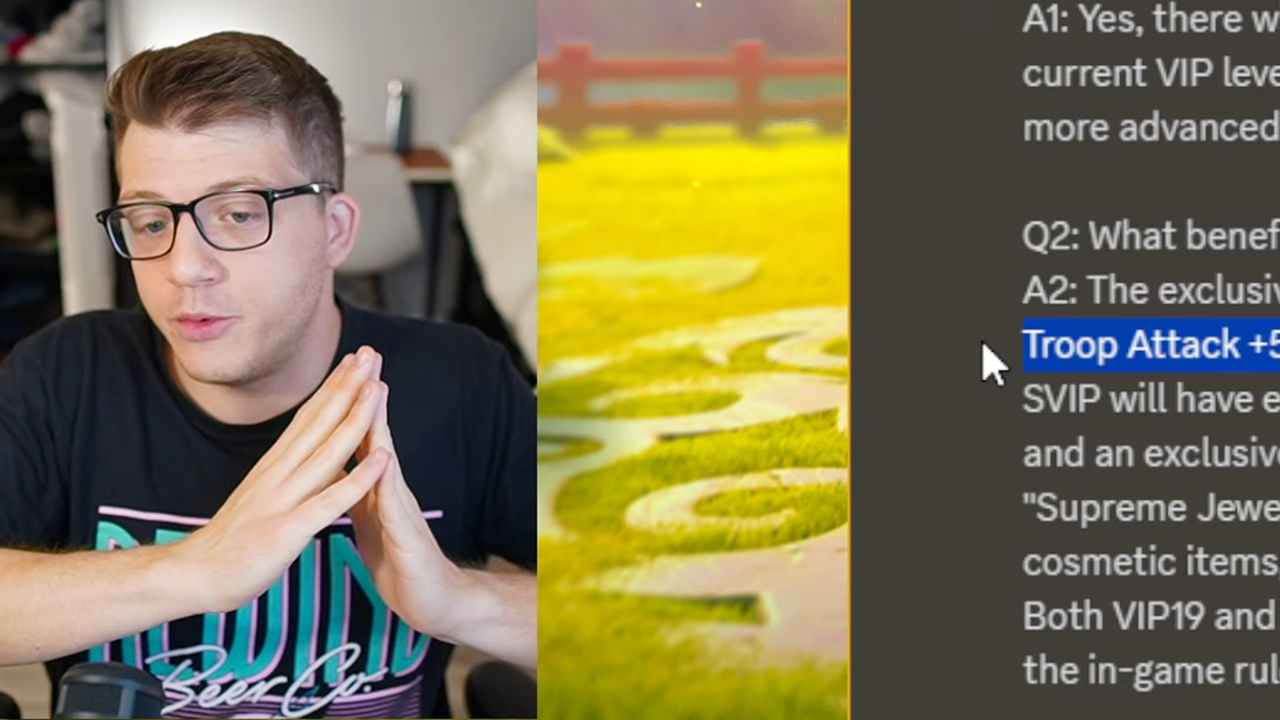 A1: Yes, there w
current VIP leve
more advanced
Q2: What benef
A2: The exclusiv
Troop Attack +5
SVIP will have e
and an exclusive
"Supreme Jewe
cosmetic items.
Both VIP19 and
the in-game rul
Beer Co.